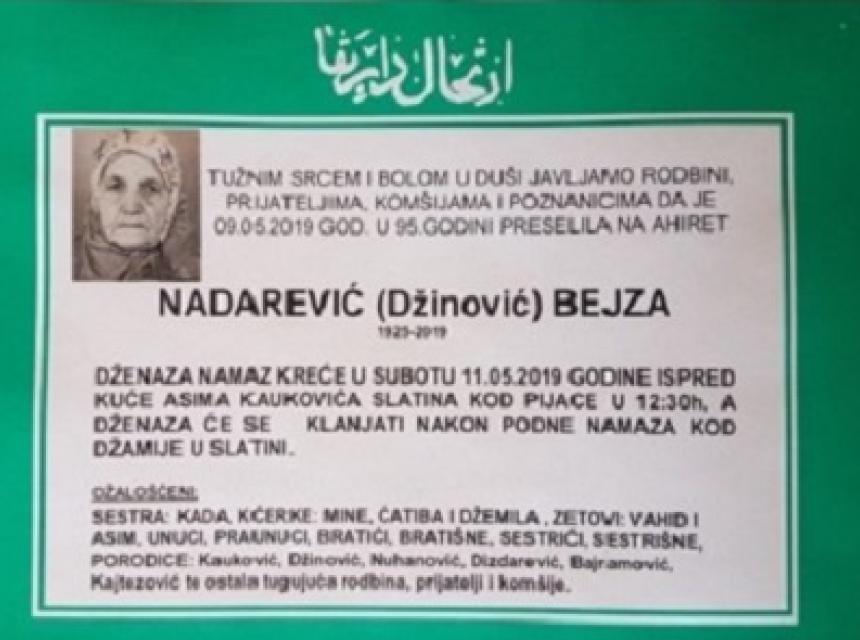 ارتحال دار بقا
TUŽNIM SRCEM I BOLOM U DUŠI JAVLJAMO RODBINI,
PRIJATELJIMA, KOMŠIJAMA I POZNANICIMA DA JE
09.05.2019 GOD. U 95.GODINI PRESELILA NA AHIRET
NADAREVIĆ (Džinović) BEJZA
DŽENAZA NAMAZ KREĆE U SUBOTU 11.05.2019 GODINE ISPRED
KUĆE ASIMA KAUKOVIĆA SLATINA KOD PIJACE U 12:30h, A
DŽENAZA ĆE SE KLANJATI NAKON PODNE NAMAZA KOD
DŽAMIJE U SLATINI.
OŽALOŠĆENI:
SESTRA: KADA, KĆERKE: MINE, ĆATIBA I DŽEMILA, ZETOVI: VAHID I
ASIM, UNUCI, PRAUNUCI, BRATIĆI, BRATIŠNE, SESTRIĆI, SESTRIŠNE,
PORODICE: Kauković, Džinović, Nuhanović, Dizdarević, Bajramović,
Kajtezović te ostala tugujuća rodbina, prijatelji i komšije.